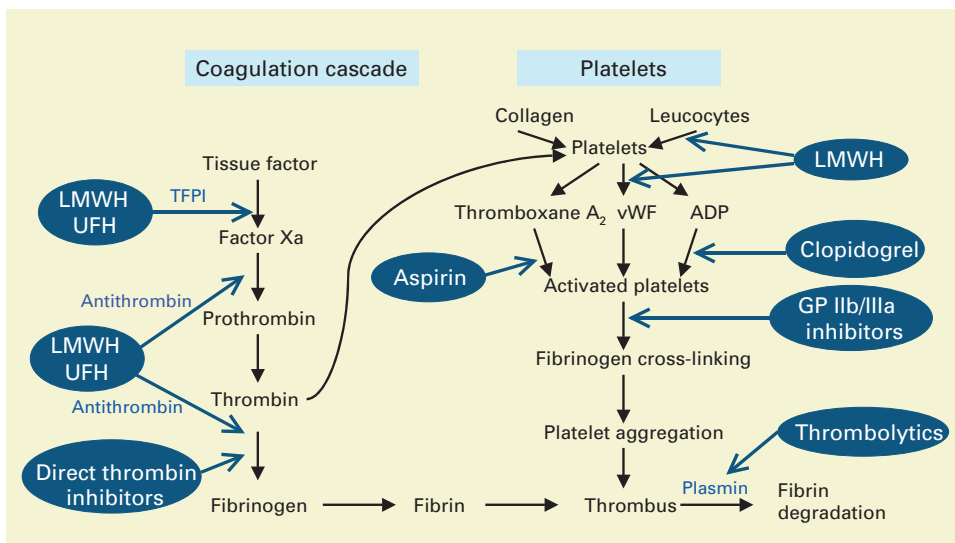 Coagulation cascade
Platelets
Collagen
Leucocytes
Platelets
LMWH
Tissue factor
LMWH
UFH
TFPI
Factor Xa
Thromboxane A₂
vWF
ADP
Clopidogrel
Aspirin
Activated platelets
Antithrombin
Prothrombin
GP IIb/IIIa
inhibitors
LMWH
UFH
Fibrinogen cross-linking
Thrombin
Antithrombin
Platelet aggregation
Thrombolytics
Direct thrombin
inhibitors
Plasmin
Fibrinogen
Fibrin
Thrombus
Fibrin
degradation